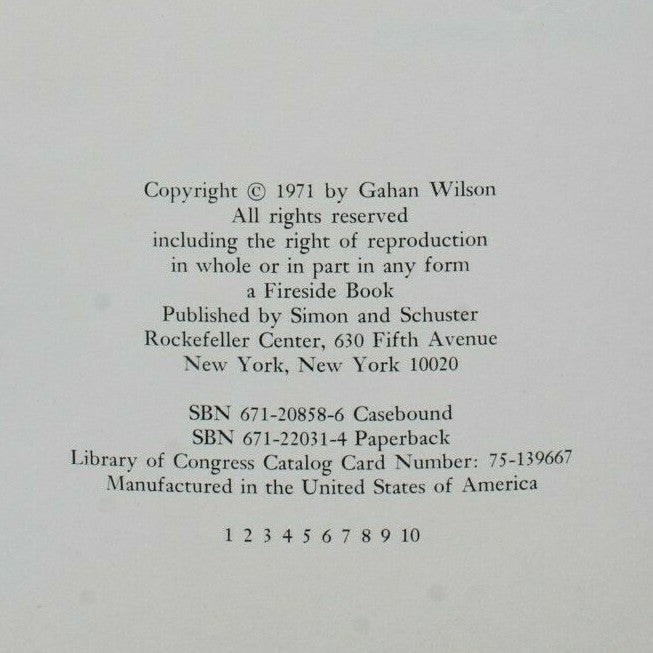 Copyright © 1971 by Gahan Wilson
All rights reserved
including the right of reproduction
in whole or in part in any form
a Fireside Book
Published by Simon and Schuster
Rockefeller Center, 630 Fifth Avenue
New York, New York 10020
SBN 671-20858-6 Casebound
SBN 671-22031-4 Paperback
Library of Congress Catalog Card Number: 75-139667
Manufactured in the United States of America
1 2 3 4 5 6 7 8 9 10